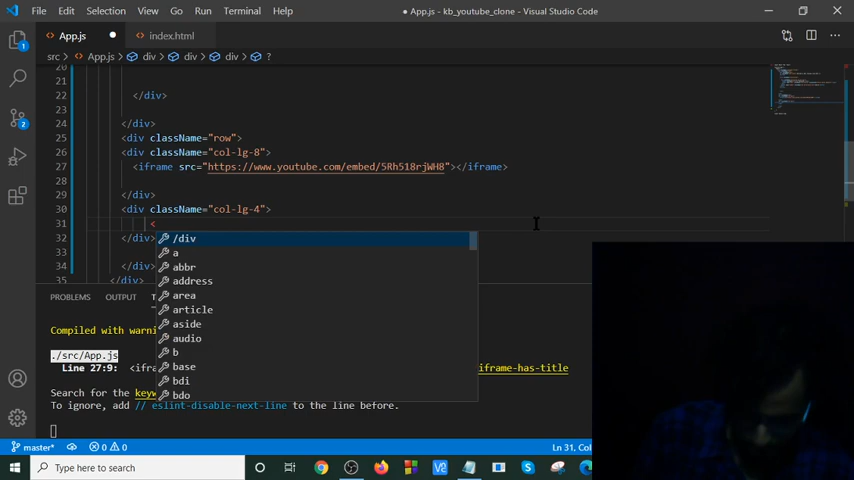 File Edit Selection View Go Run Terminal Help
● App.js - kb_youtube_clone - Visual Studio Code
App.js ●
index.html
src > App.js > div > div > div > ?
20
21
22 </div>
23
24 </div>
25 <div className="row">
26 <div className="col-lg-8">
27 <iframe src="https://www.youtube.com/embed/5Rh518rjWH8"></iframe>
28
29 </div>
30 <div className="col-lg-4">
31 <
32 </div>
33
34 </div>
35 </div>
/div
a
abbr
address
area
article
aside
audio
b
base
bdi
bdo
PROBLEMS OUTPUT T
Compiled with warni
./src/App.js
Line 27:9: <ifr
iframe-has-title
Search for the keyw
To ignore, add // eslint-disable-next-line to the line before.
master* 0 0 Ln 31,
Type here to search